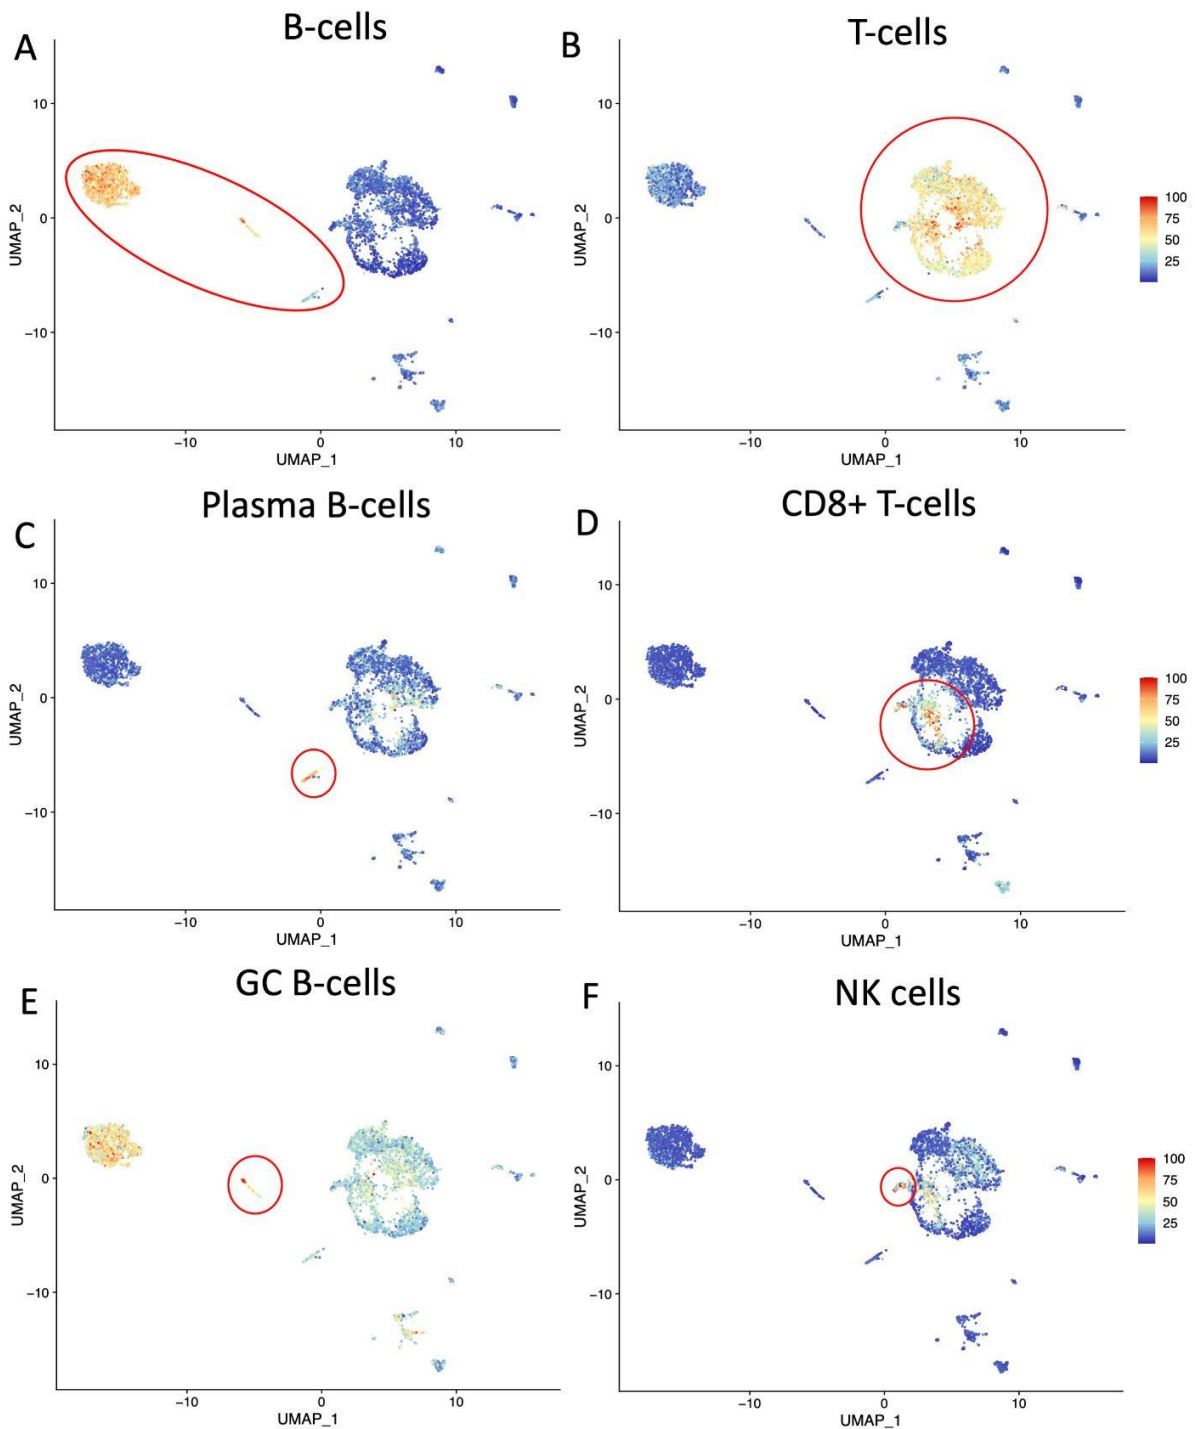 A
B-cells
10
0
−10
UMAP_2
−10 0 10
UMAP_1
B
T-cells
10
0
−10
UMAP_2
−10 0 10
UMAP_1
100
75
50
25
C
Plasma B-cells
10
0
−10
UMAP_2
−10 0 10
UMAP_1
D
CD8+ T-cells
10
0
−10
UMAP_2
−10 0 10
UMAP_1
100
75
50
25
E
GC B-cells
10
0
−10
UMAP_2
−10 0 10
UMAP_1
F
NK cells
10
0
−10
UMAP_2
−10 0 10
UMAP_1
100
75
50
25